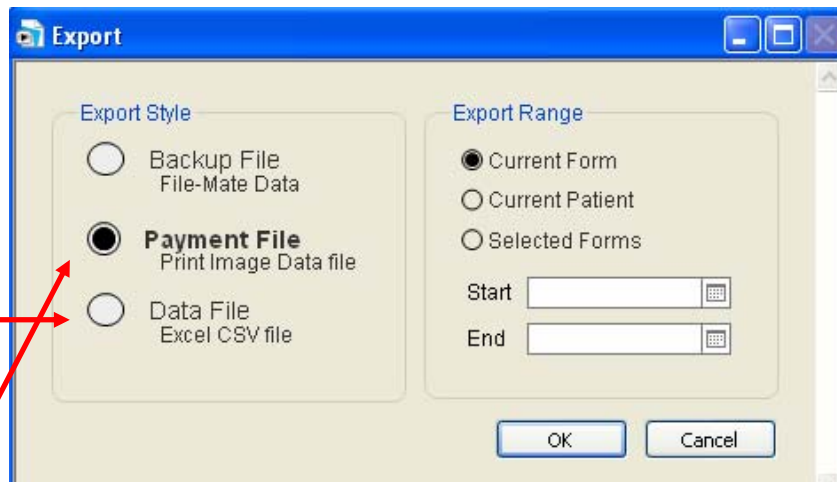 Export
Export Style
Backup File
File-Mate Data
Payment File
Print Image Data file
Data File
Excel CSV file
Export Range
Current Form
Current Patient
Selected Forms
Start
End
OK
Cancel